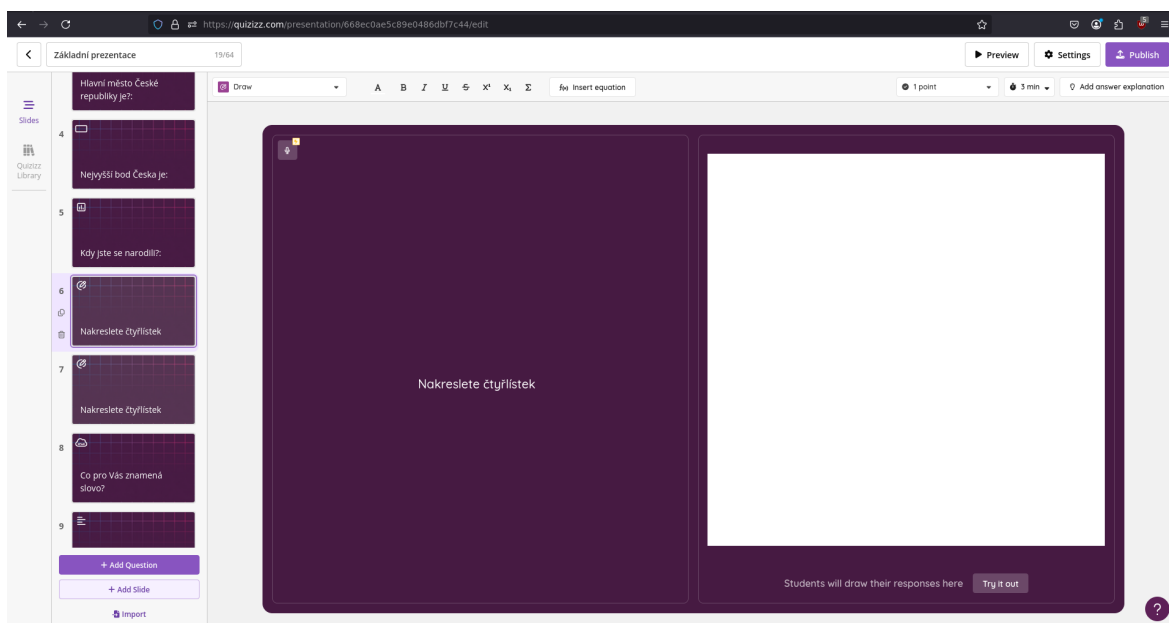 https://quizizz.com/presentation/668ec0ae5c89e0486dbf7c44/edit
5
Základní prezentace
19/64
Preview
Settings
Publish
Slides
Quizizz
Library
Hlavní město České
republiky je?:
4
Nejvyšší bod Česka je:
5
Kdy jste se narodili?:
6
Nakreslete čtyřlístek
7
Nakreslete čtyřlístek
8
Co pro Vás znamená
slovo?
9
+ Add Question
+ Add Slide
Import
Draw
A B I U S X² X₂ Σ
f(x) Insert equation
1 point
3 min
Add answer explanation
Nakreslete čtyřlístek
Students will draw their responses here
Try it out
?